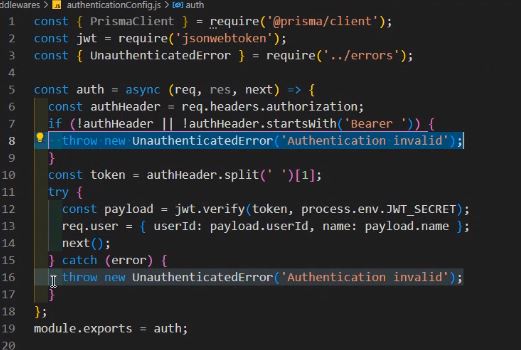 ddlewares > JS authenticationConfig.js > auth
1 const { PrismaClient } = require('@prisma/client');
2 const jwt = require('jsonwebtoken');
3 const { UnauthenticatedError } = require('../errors');
4
5 const auth = async (req, res, next) => {
6 const authHeader = req.headers.authorization;
7 if (!authHeader || !authHeader.startsWith('Bearer ')) {
8 throw new UnauthenticatedError('Authentication invalid');
9 }
10 const token = authHeader.split(' ')[1];
11 try {
12 const payload = jwt.verify(token, process.env.JWT_SECRET);
13 req.user = { userId: payload.userId, name: payload.name };
14 next();
15 } catch (error) {
16 throw new UnauthenticatedError('Authentication invalid');
17 }
18 };
19 module.exports = auth;
20